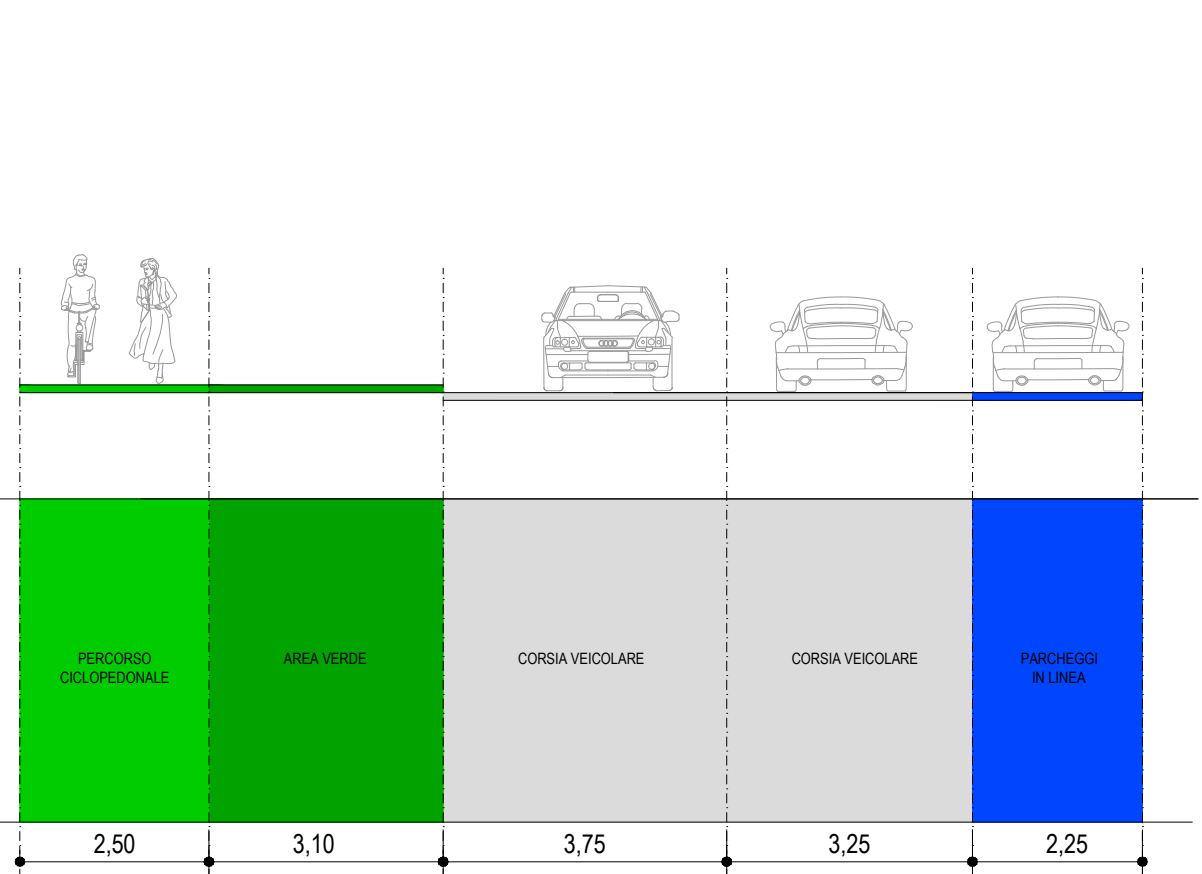 PERCORSO
CICLOPEDONALE
AREA VERDE
CORSIA VEICOLARE
CORSIA VEICOLARE
PARCHEGGI
IN LINEA
2,50
3,10
3,75
3,25
2,25